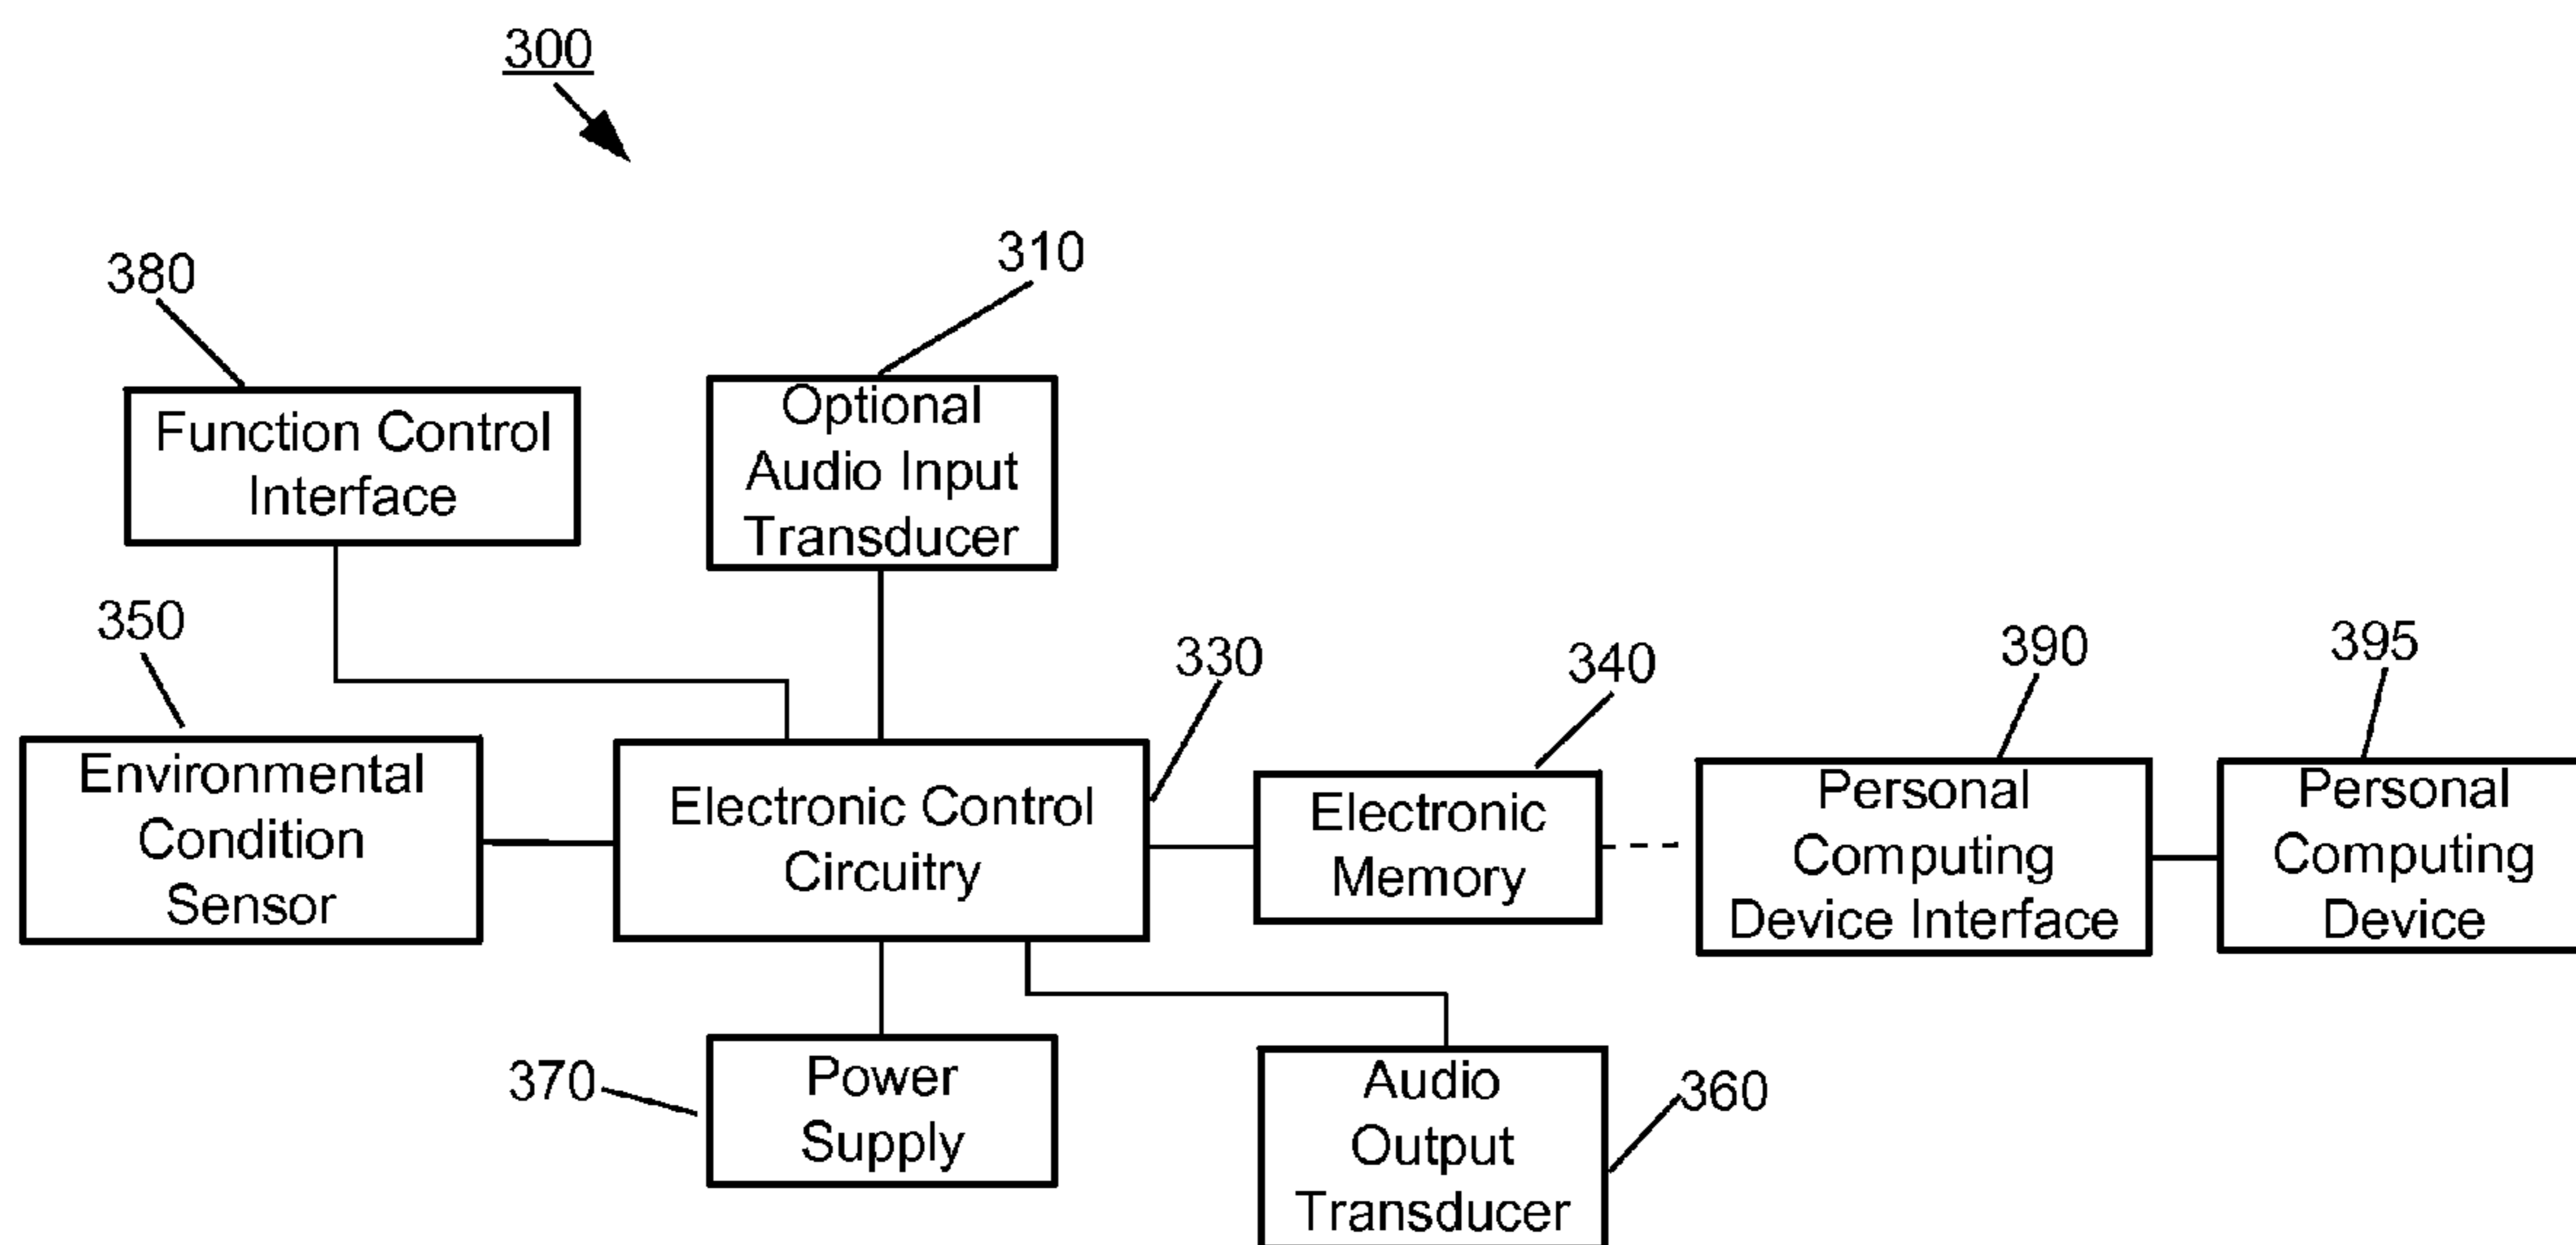 300
380
310
Function Control
Interface
Optional
Audio Input
Transducer
350
330
340
390
395
Environmental
Condition
Sensor
Electronic Control
Circuitry
Electronic
Memory
Personal
Computing
Device Interface
Personal
Computing
Device
370
Power
Supply
Audio
Output
Transducer
360